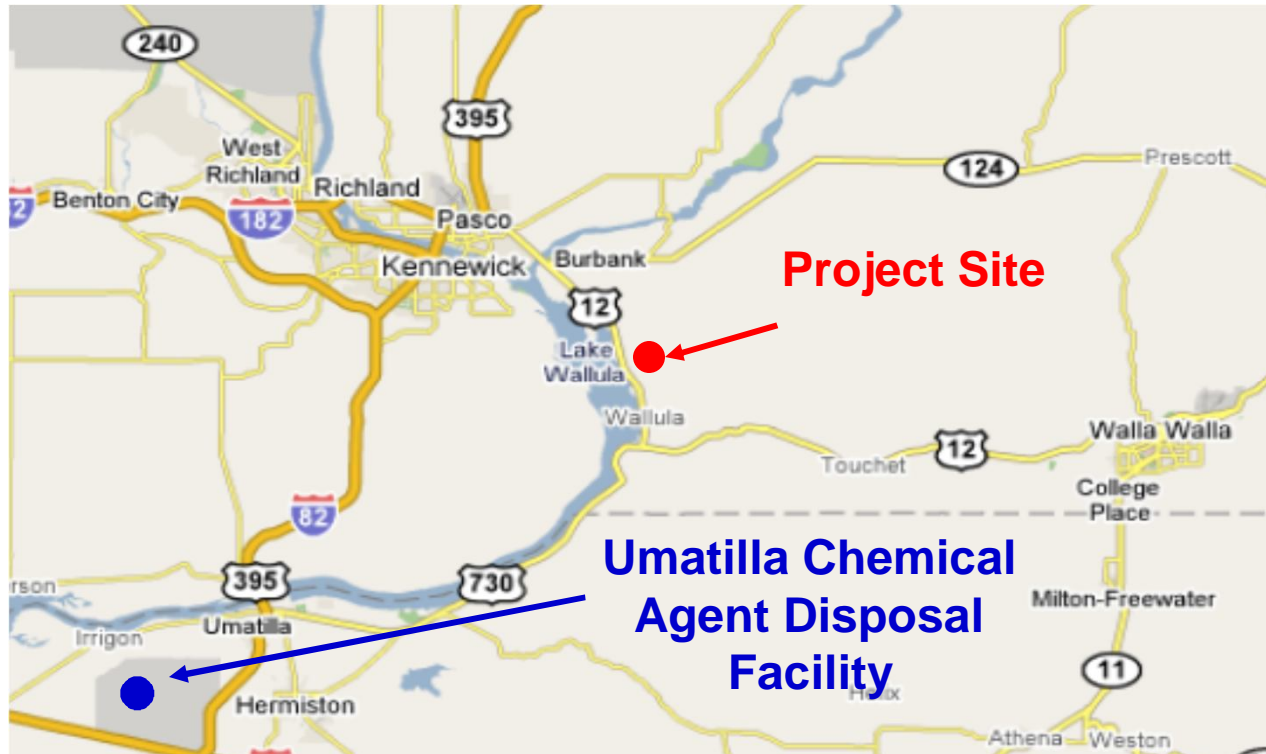 240
395
West
Richland
Richland
124
Prescott
Benton City
182
Pasco
Kennewick
Burbank
Project Site
12
Lake
Wallula
Wallula
12
Walla Walla
Touchet
College
Place
82
Umatilla Chemical
Agent Disposal
Facility
395
730
Milton-Freewater
Irrigon
Umatilla
11
Hermiston
Helix
Athena
Weston